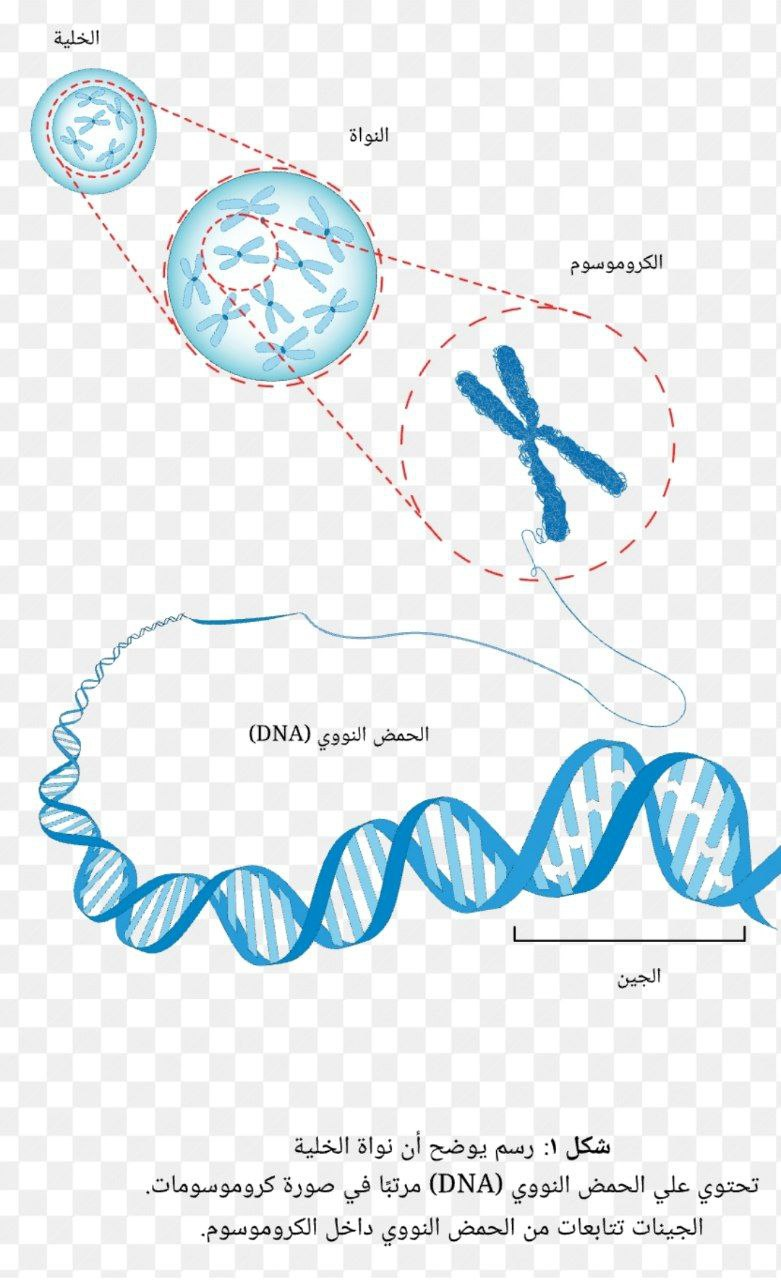 الخلية
النواة
الكروموسوم
الحمض النووي (DNA)
الجين
شكل ١: رسم يوضح أن نواة الخلية
تحتوي علي الحمض النووي (DNA) مرتبًا في صورة كروموسومات.
الجينات تتابعات من الحمض النووي داخل الكروموسوم.